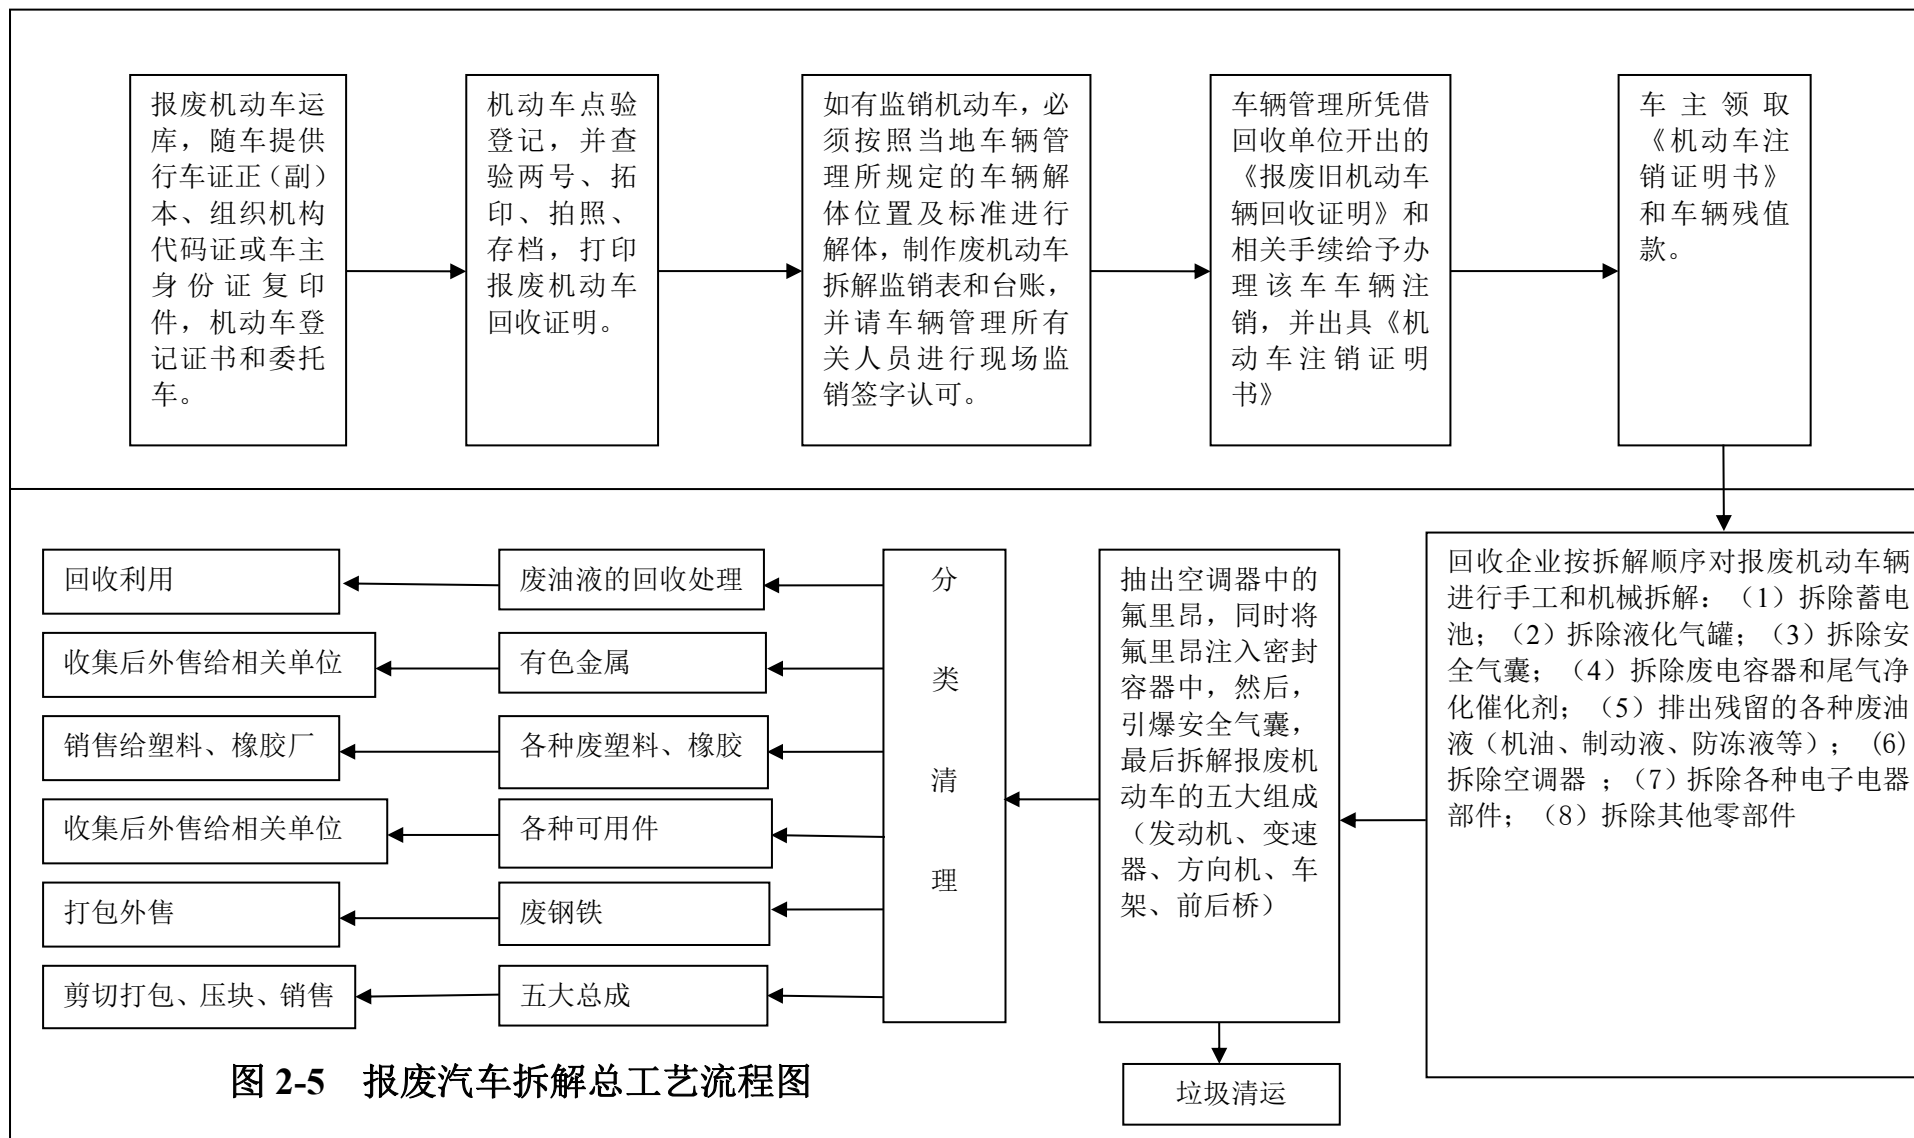 报废机动车运
库，随车提供
行车证正（副）
本、组织机构
代码证或车主
身份证复印
件，机动车登
记证书和委托
车。
机动车点验
登记，并查
验两号、拓
印、拍照、
存档，打印
报废机动车
回收证明。
如有监销机动车，必
须按照当地车辆管
理所规定的车辆解
体位置及标准进行
解体，制作废机动车
拆解监销表和台账，
并请车辆管理所有
关人员进行现场监
销签字认可。
车辆管理所凭借
回收单位开出的
《报废旧机动车
辆回收证明》和
相关手续给予办
理该车车辆注
销，并出具《机
动车注销证明
书》
车主领取
《机动车注
销证明书》
和车辆残值
款。
回收企业按拆解顺序对报废机动车辆
进行手工和机械拆解：（1）拆除蓄电
池；（2）拆除液化气罐；（3）拆除安
全气囊；（4）拆除废电容器和尾气净
化催化剂；（5）排出残留的各种废油
液（机油、制动液、防冻液等）；（6）
拆除空调器 ；（7）拆除各种电子电器
部件；（8）拆除其他零部件
抽出空调器中的
氟里昂，同时将
氟里昂注入密封
容器中，然后，
引爆安全气囊，
最后拆解报废机
动车的五大组成
（发动机、变速
器、方向机、车
架、前后桥）
垃圾清运
分
类
清
理
废油液的回收处理
回收利用
有色金属
收集后外售给相关单位
各种废塑料、橡胶
销售给塑料、橡胶厂
各种可用件
收集后外售给相关单位
废钢铁
打包外售
五大总成
剪切打包、压块、销售
图 2-5 报废汽车拆解总工艺流程图